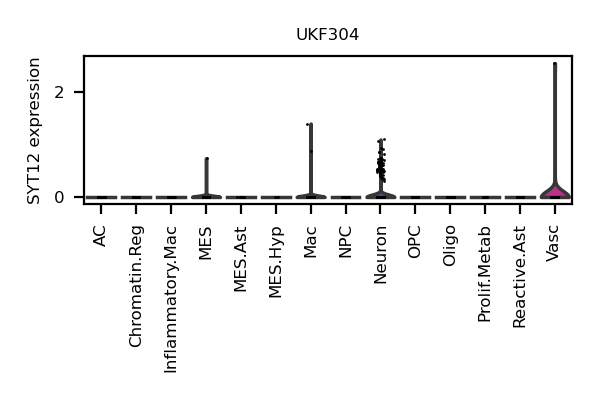 UKF304
SYT12 expression
2
0
AC
Chromatin.Reg
Inflammatory.Mac
MES
MES.Ast
MES.Hyp
Mac
NPC
Neuron
OPC
Oligo
Prolif.Metab
Reactive.Ast
Vasc